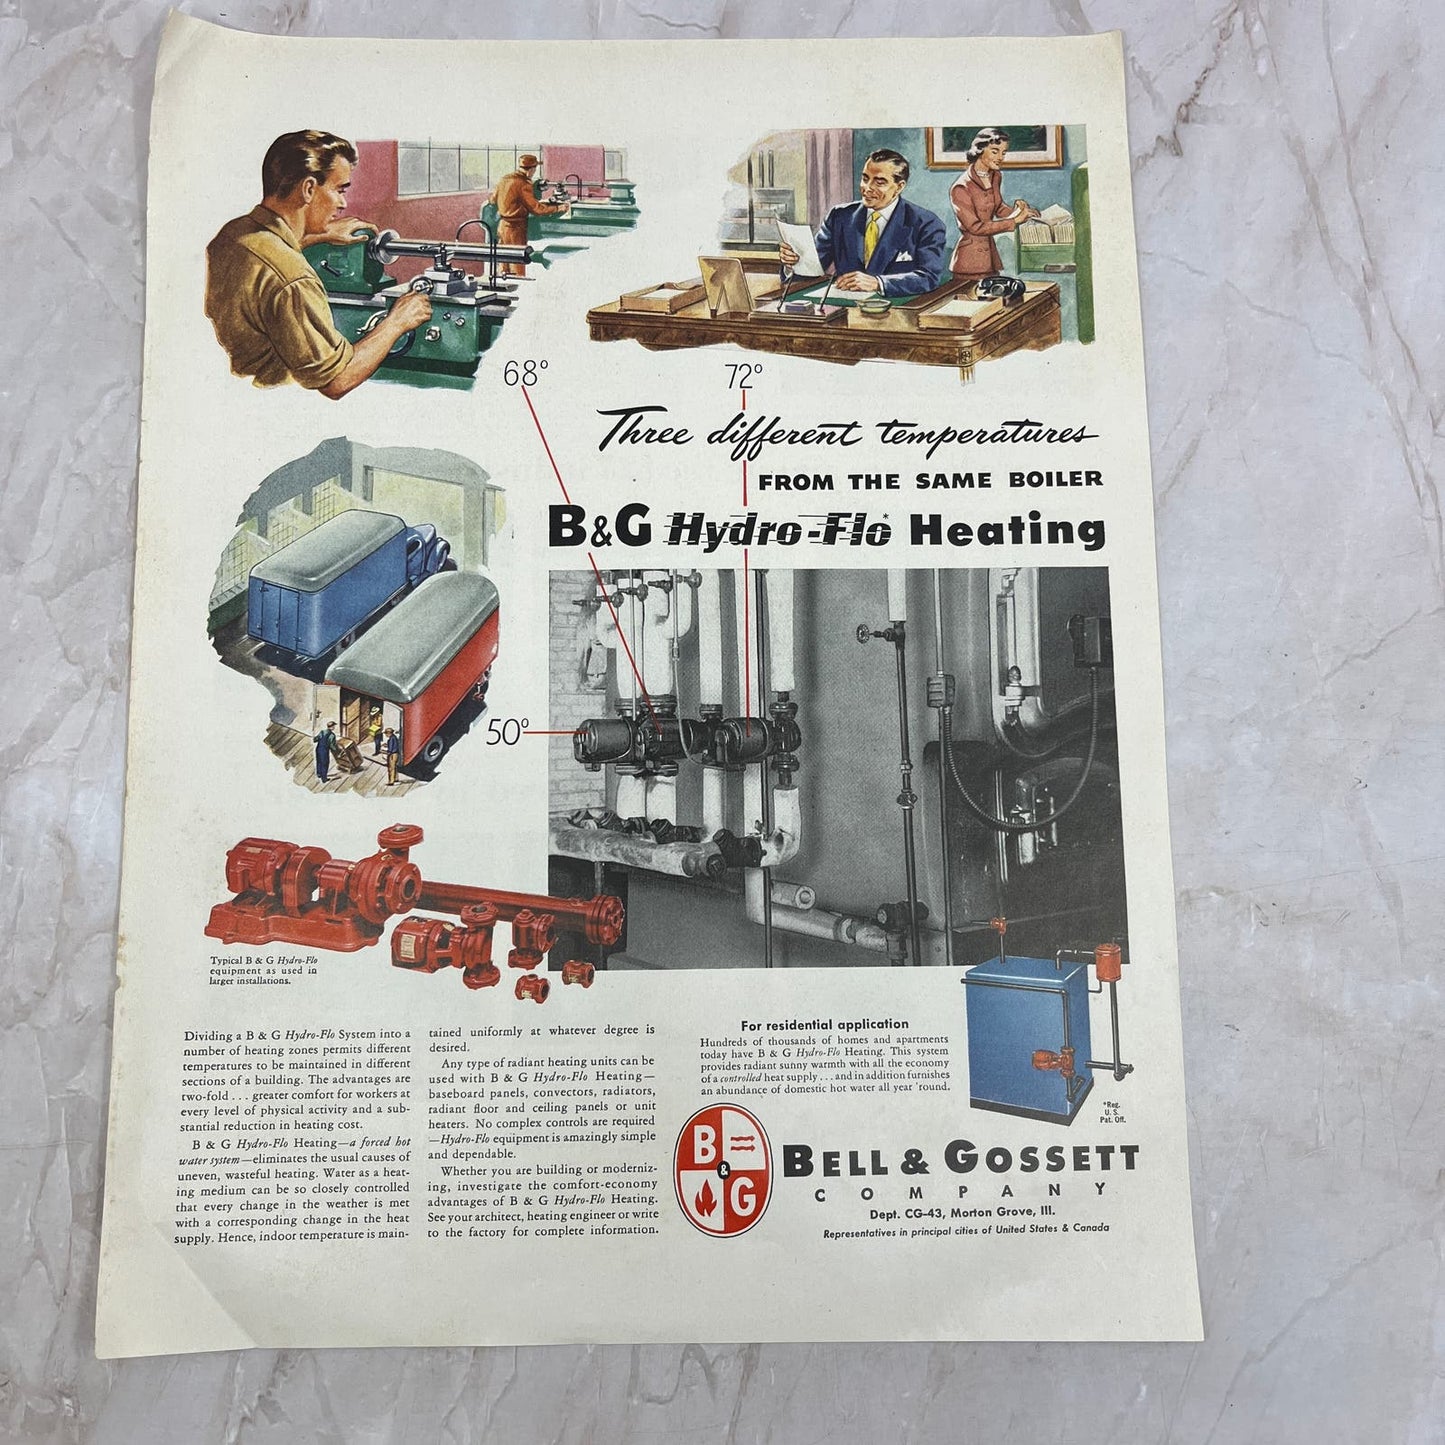 68°
72°
Three different temperatures
FROM THE SAME BOILER
B&G Hydro-Flo* Heating
50°
Typical B & G Hydro-Flo
equipment as used in
larger installations.
Dividing a B & G Hydro-Flo System into a
number of heating zones permits different
temperatures to be maintained in different
sections of a building. The advantages are
two-fold . . . greater comfort for workers at
every level of physical activity and a sub-
stantial reduction in heating cost.
B & G Hydro-Flo Heating—a forced hot
water system—eliminates the usual causes of
uneven, wasteful heating. Water as a heat-
ing medium can be so closely controlled
that every change in the weather is met
with a corresponding change in the heat
supply. Hence, indoor temperature is main-
tained uniformly at whatever degree is
desired.
Any type of radiant heating units can be
used with B & G Hydro-Flo Heating—
baseboard panels, convectors, radiators,
radiant floor and ceiling panels or unit
heaters. No complex controls are required
—Hydro-Flo equipment is amazingly simple
and dependable.
Whether you are building or moderniz-
ing, investigate the comfort-economy
advantages of B & G Hydro-Flo Heating.
See your architect, heating engineer or write
to the factory for complete information.
For residential application
Hundreds of thousands of homes and apartments
today have B & G Hydro-Flo Heating. This system
provides radiant sunny warmth with all the economy
of a controlled heat supply . . . and in addition furnishes
an abundance of domestic hot water all year 'round.
*Reg.
U. S.
Pat. Off.
B & G
BELL & GOSSETT
COMPANY
Dept. CG-43, Morton Grove, Ill.
Representatives in principal cities of United States & Canada